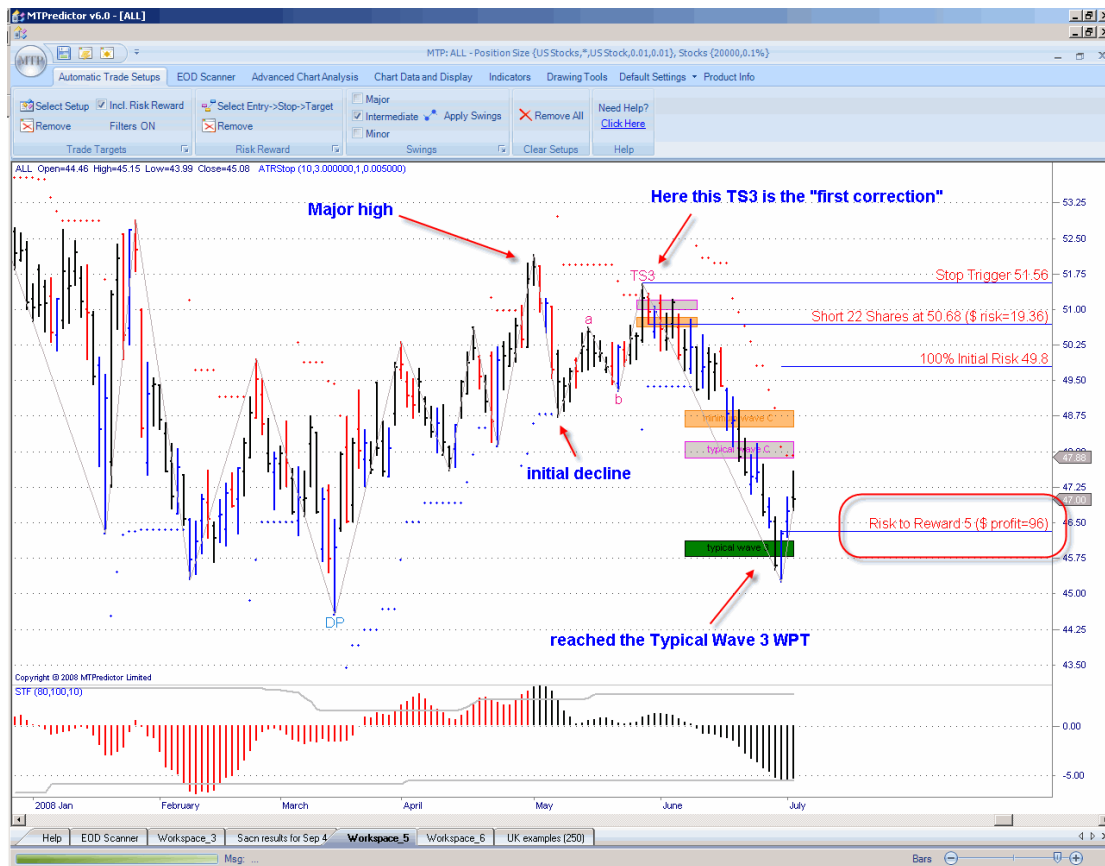 MTPredictor v6.0 - [ALL]
MTP: ALL - Position Size {US Stocks,*,US Stock,0.01,0.01}, Stocks {20000,0.1%}
MTP
Automatic Trade Setups EOD Scanner Advanced Chart Analysis Chart Data and Display Indicators Drawing Tools Default Settings Product Info
Select Setup Incl. Risk Reward Select Entry->Stop->Target Major Need Help?
Intermediate Apply Swings Remove All
Remove Filters ON Remove Minor Click Here
Trade Targets Risk Reward Swings Clear Setups Help
ALL Open=44.46 High=45.15 Low=43.99 Close=45.08 ATRStop (10,3.000000,1,0.005000)
Here this TS3 is the "first correction"
Major high
53.25
52.50
TS3
Stop Trigger 51.56
51.75
51.00
a
Short 22 Shares at 50.68 ($ risk=19.36)
50.25
100% Initial Risk 49.8
49.50
b
48.75
typical wave C
48.00
47.88
initial decline
47.25
47.00
Risk to Reward 5 ($ profit=96)
46.50
typical wave
45.75
45.00
DP
44.25
reached the Typical Wave 3 WPT
43.50
Copyright © 2008 MTPredictor Limited
STF (80,100,10)
0.00
-5.00
2008 Jan February March April May June July
Help EOD Scanner Workspace_3 Sacn results for Sep 4 Workspace_5 Workspace_6 UK examples (250)
Msg: ...
Bars